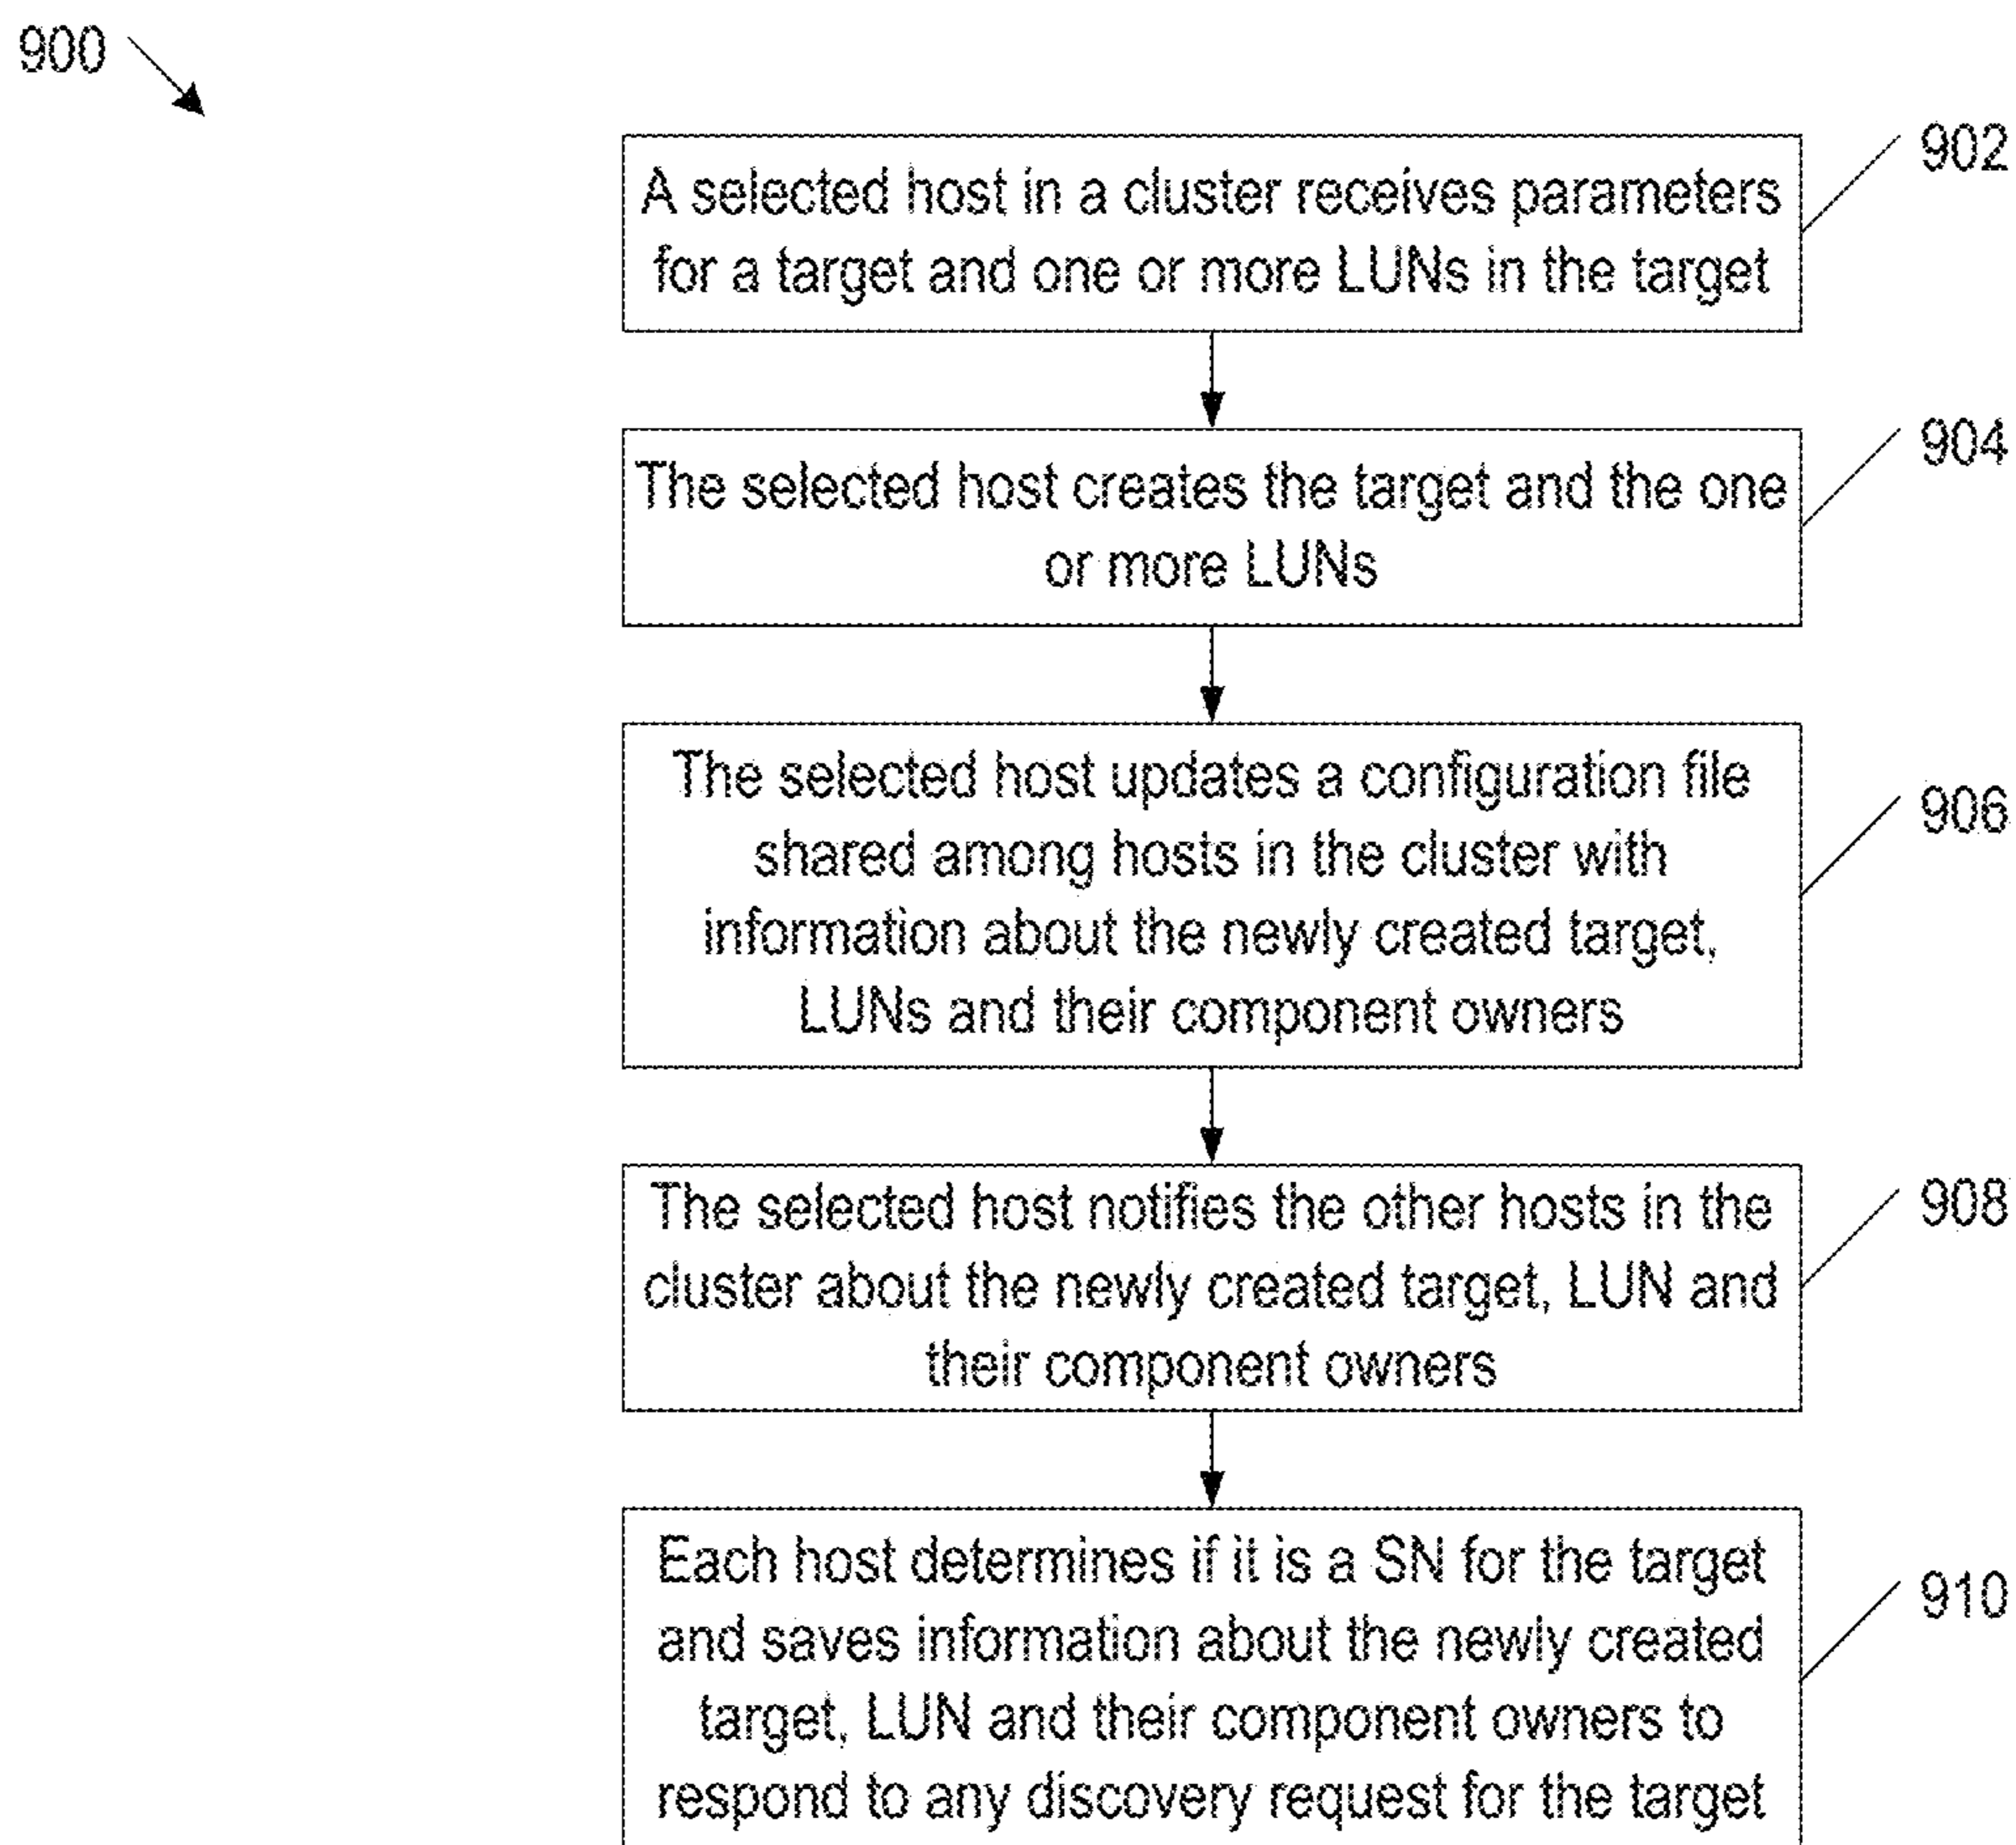 900
902
A selected host in a cluster receives parameters
for a target and one or more LUNs in the target
904
The selected host creates the target and the one
or more LUNs
906
The selected host updates a configuration file
shared among hosts in the cluster with
information about the newly created target,
LUNs and their component owners
908
The selected host notifies the other hosts in the
cluster about the newly created target, LUN and
their component owners
910
Each host determines if it is a SN for the target
and saves information about the newly created
target, LUN and their component owners to
respond to any discovery request for the target